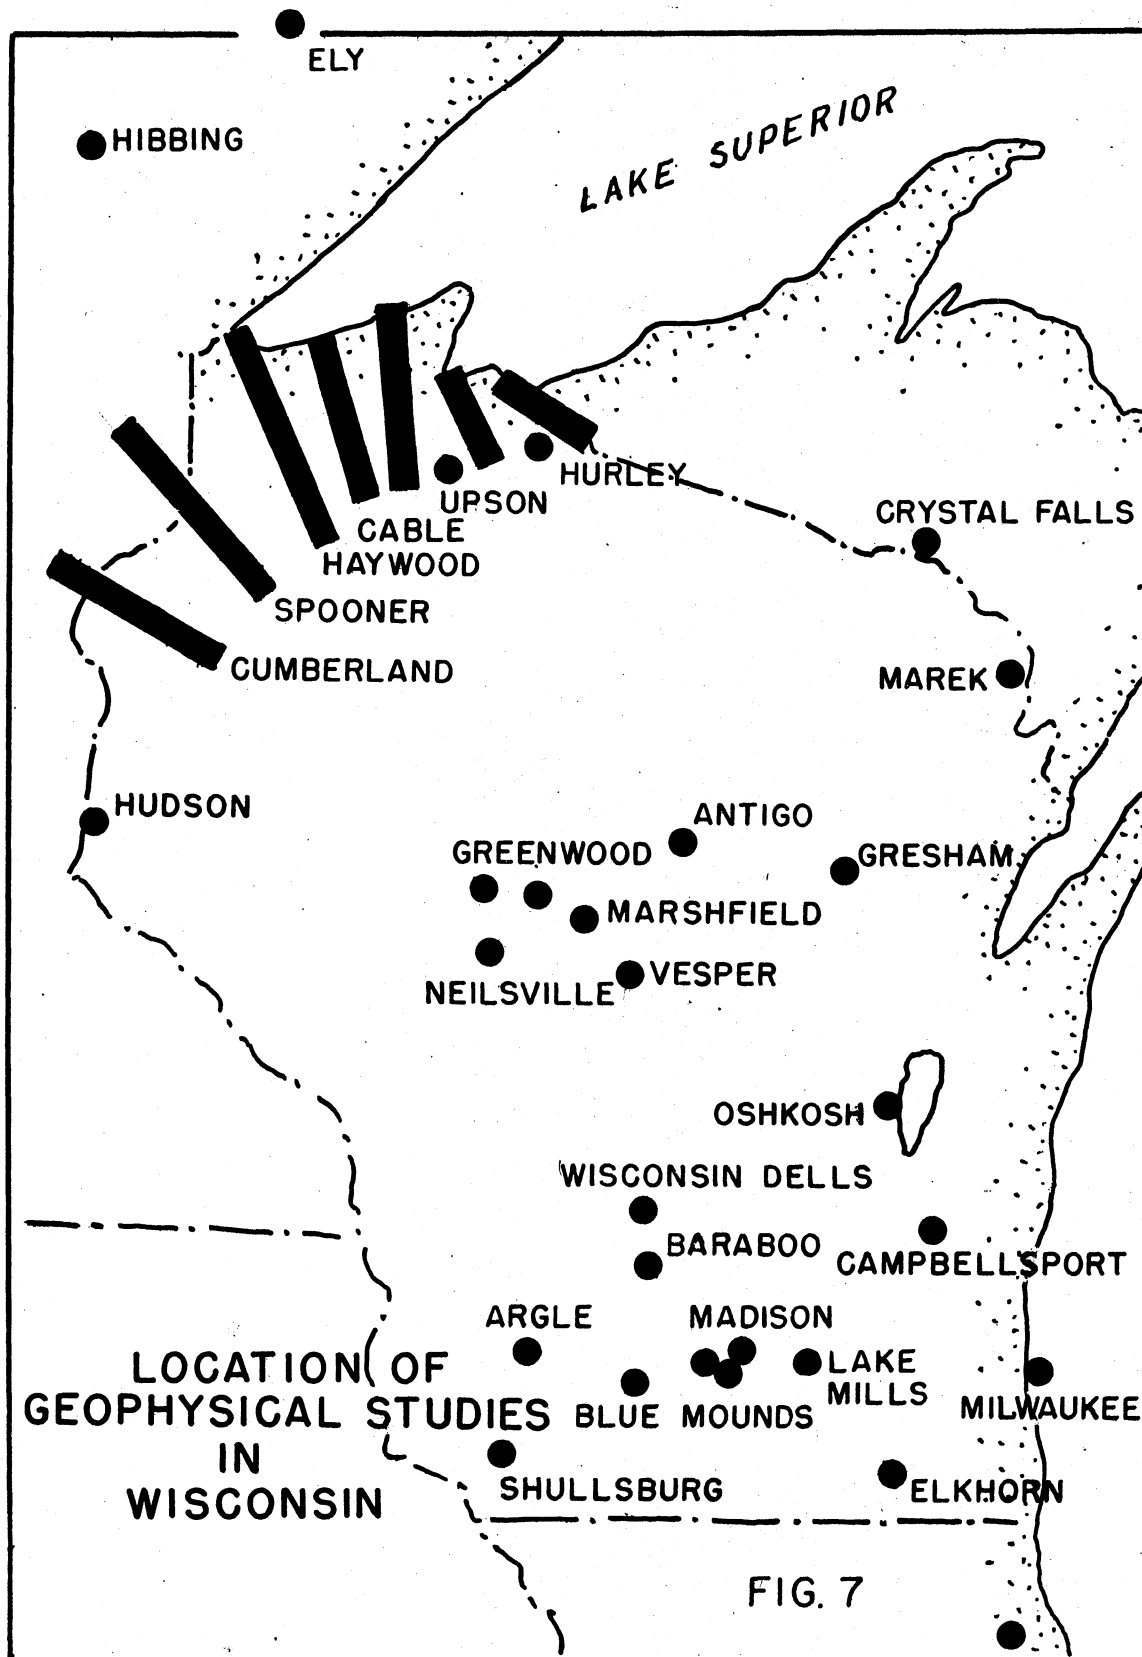 ELY
HIBBING
LAKE SUPERIOR
HURLEY
UPSON
CRYSTAL FALLS
CABLE
HAYWOOD
SPOONER
CUMBERLAND
MAREK
HUDSON
ANTIGO
GREENWOOD
GRESHAM
MARSHFIELD
VESPER
NEILSVILLE
OSHKOSH
WISCONSIN DELLS
BARABOO
CAMPBELLSPORT
ARGLE
MADISON
LAKE
MILLS
BLUE MOUNDS
MILWAUKEE
SHULLSBURG
ELKHORN
LOCATION OF
GEOPHYSICAL STUDIES
IN
WISCONSIN
FIG. 7